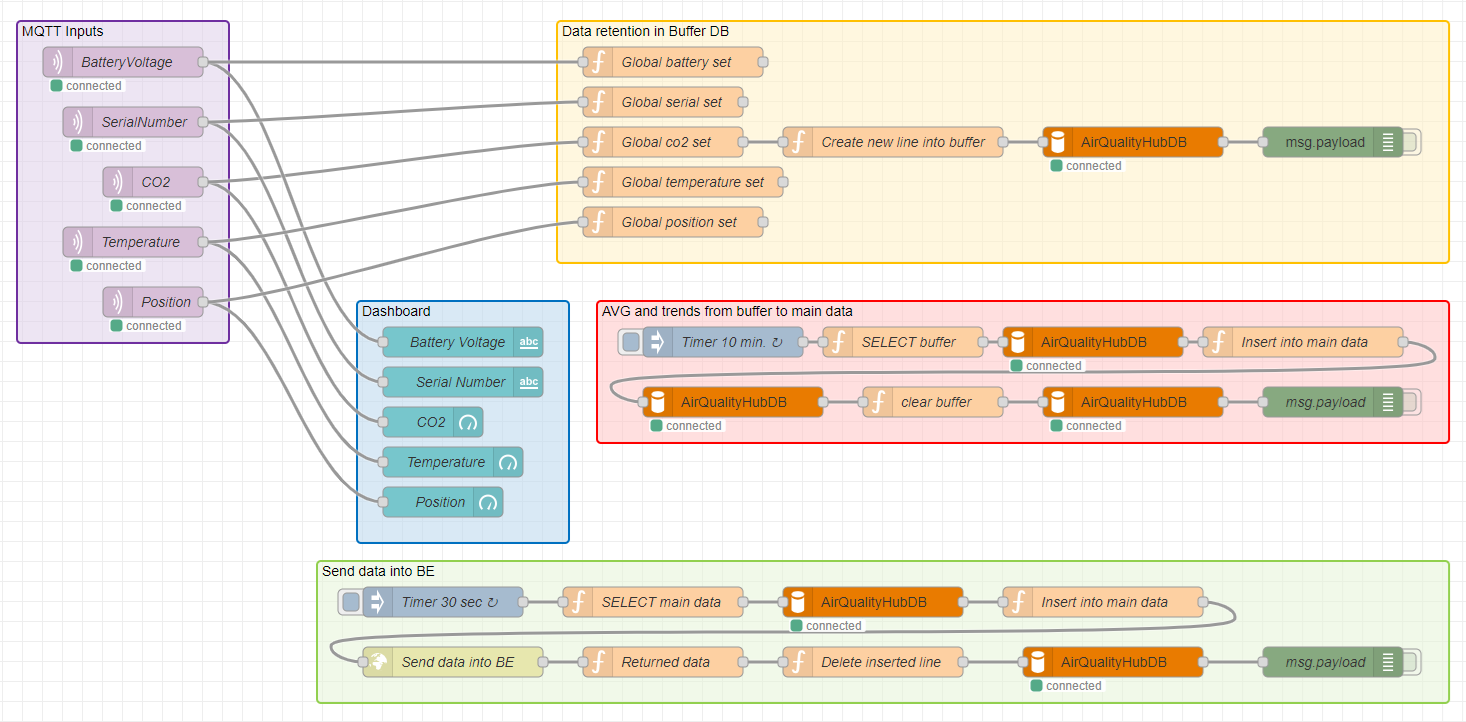 MQTT Inputs
BatteryVoltage
connected
SerialNumber
connected
CO2
connected
Temperature
connected
Position
connected
Data retention in Buffer DB
Global battery set
Global serial set
Global co2 set
Create new line into buffer
AirQualityHubDB
connected
msg.payload
Global temperature set
Global position set
Dashboard
Battery Voltage
abc
Serial Number
abc
CO2
Temperature
Position
AVG and trends from buffer to main data
Timer 10 min. ↻
SELECT buffer
AirQualityHubDB
connected
Insert into main data
AirQualityHubDB
connected
clear buffer
AirQualityHubDB
connected
msg.payload
Send data into BE
Timer 30 sec ↻
SELECT main data
AirQualityHubDB
connected
Insert into main data
Send data into BE
Returned data
Delete inserted line
AirQualityHubDB
connected
msg.payload